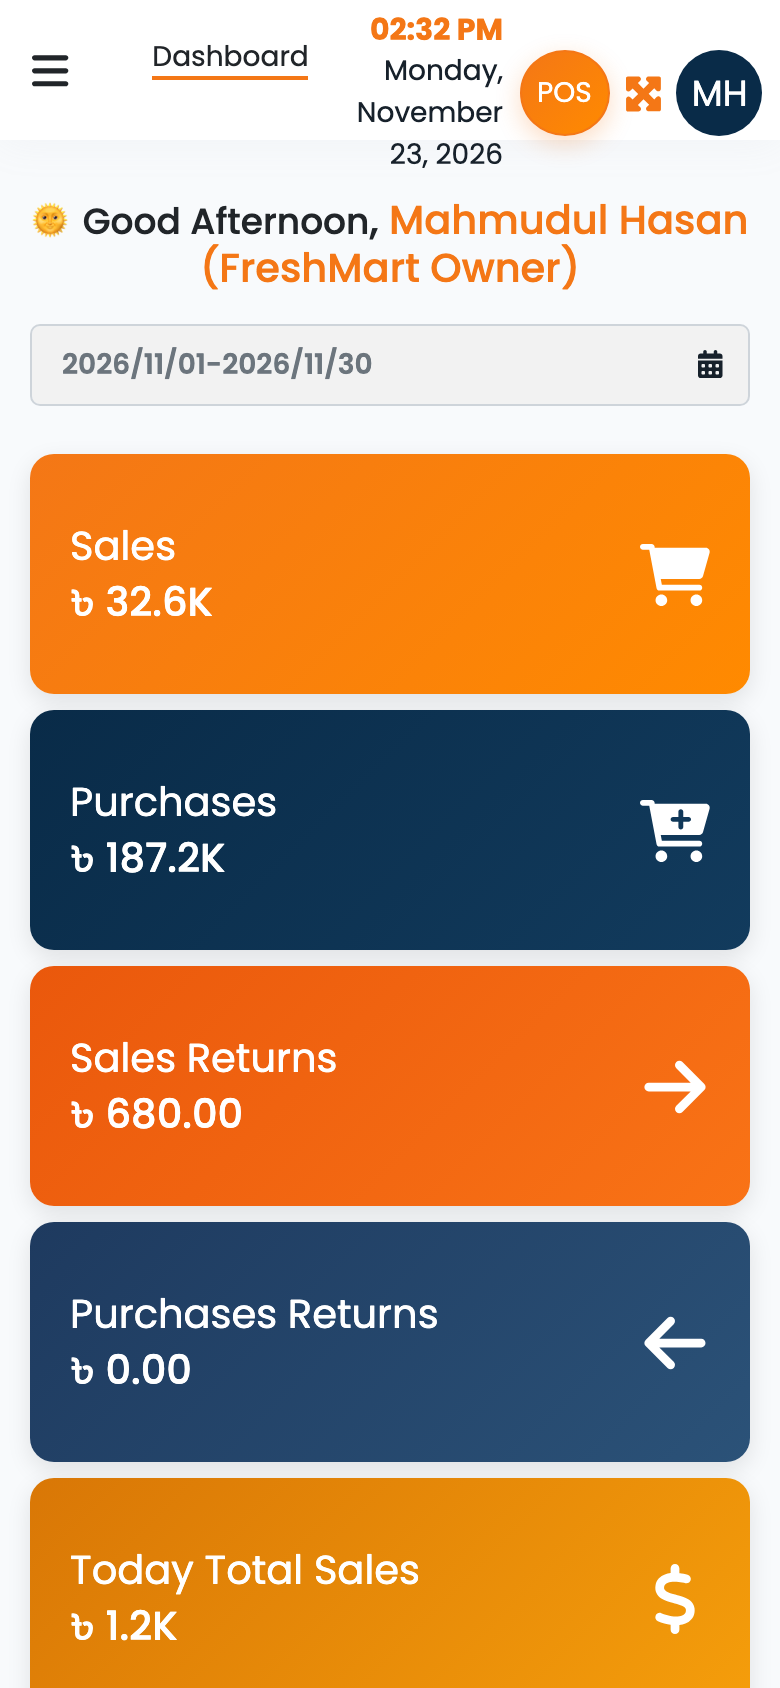 Dashboard
02:32 PM
Monday,
November
23, 2026
POS
MH
🌞 Good Afternoon, Mahmudul Hasan
(FreshMart Owner)
2026/11/01-2026/11/30
Sales
৳ 32.6K
Purchases
৳ 187.2K
Sales Returns
৳ 680.00
Purchases Returns
৳ 0.00
Today Total Sales
৳ 1.2K